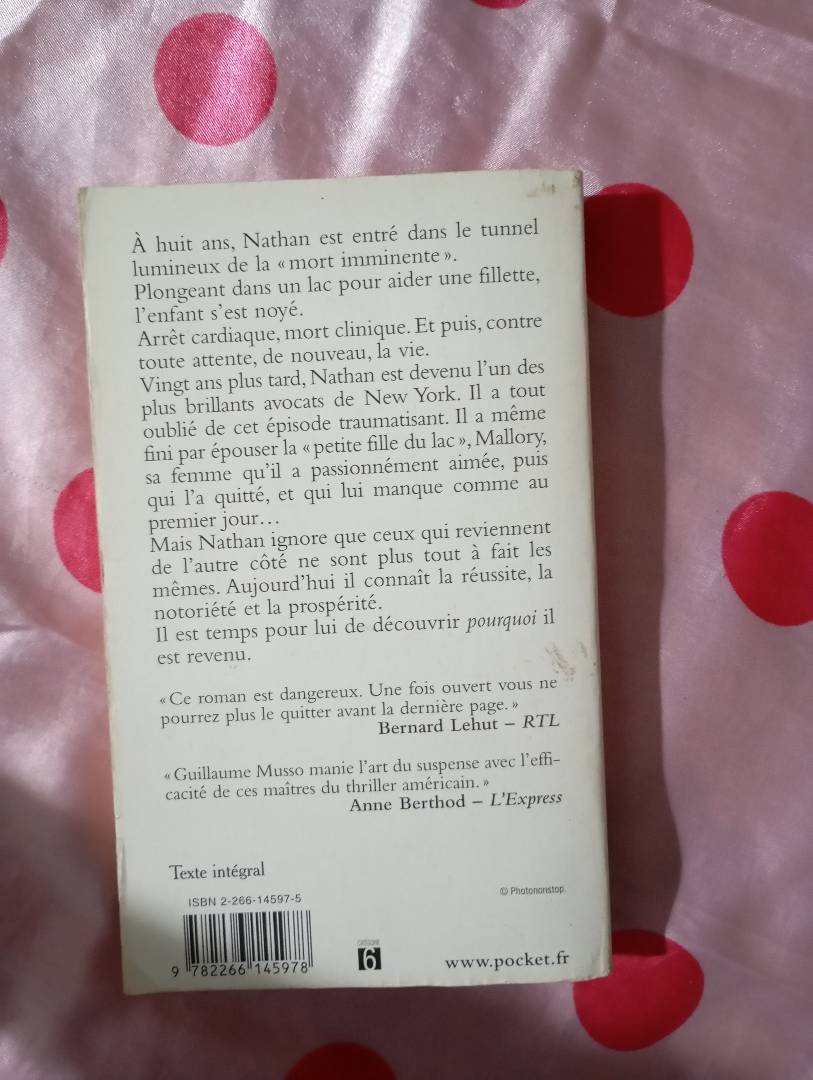 À huit ans, Nathan est entré dans le tunnel
lumineux de la « mort imminente ».
Plongeant dans un lac pour aider une fillette,
l'enfant s'est noyé.
Arrêt cardiaque, mort clinique. Et puis, contre
toute attente, de nouveau, la vie.
Vingt ans plus tard, Nathan est devenu l'un des
plus brillants avocats de New York. Il a tout
oublié de cet épisode traumatisant. Il a même
fini par épouser la « petite fille du lac », Mallory,
sa femme qu'il a passionnément aimée, puis
qui l'a quitté, et qui lui manque comme au
premier jour…
Mais Nathan ignore que ceux qui reviennent
de l'autre côté ne sont plus tout à fait les
mêmes. Aujourd'hui il connaît la réussite, la
notoriété et la prospérité.
Il est temps pour lui de découvrir pourquoi il
est revenu.
« Ce roman est dangereux. Une fois ouvert vous ne
pourrez plus le quitter avant la dernière page. »
Bernard Lehut – RTL
« Guillaume Musso manie l'art du suspense avec l'effi-
cacité de ces maîtres du thriller américain. »
Anne Berthod – L'Express
Texte intégral
ISBN 2-266-14597-5
© Photononstop
9 782266 145978
6
www.pocket.fr